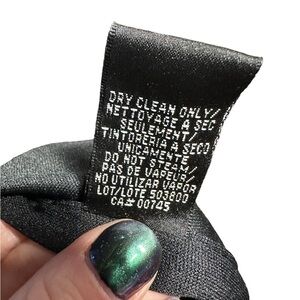 DRY CLEAN ONLY/
NETTOYAGE A SEC
SEULEMENT/
TINTORERIA A SECO
UNICAMENTE
DO NOT STEAM/
PAS DE VAPEUR/
NO UTILIZAR VAPOR
LOT/LOTE 503800
CA# 00745